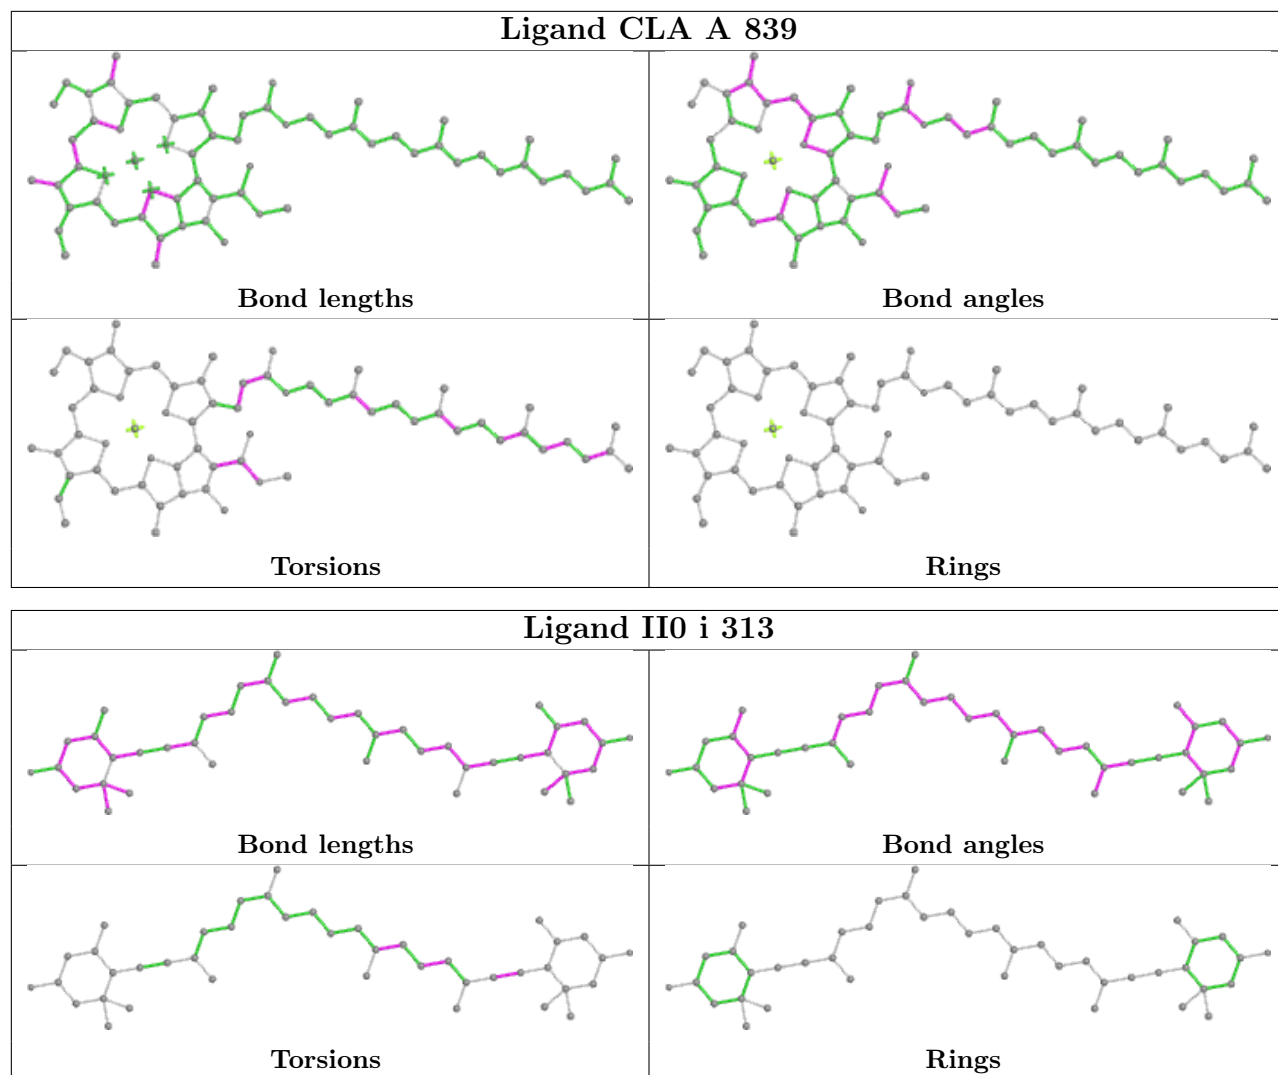 Ligand CLA A 839
Bond lengths
Bond angles
Torsions
Rings
Ligand II0 i 313
Bond lengths
Bond angles
Torsions
Rings